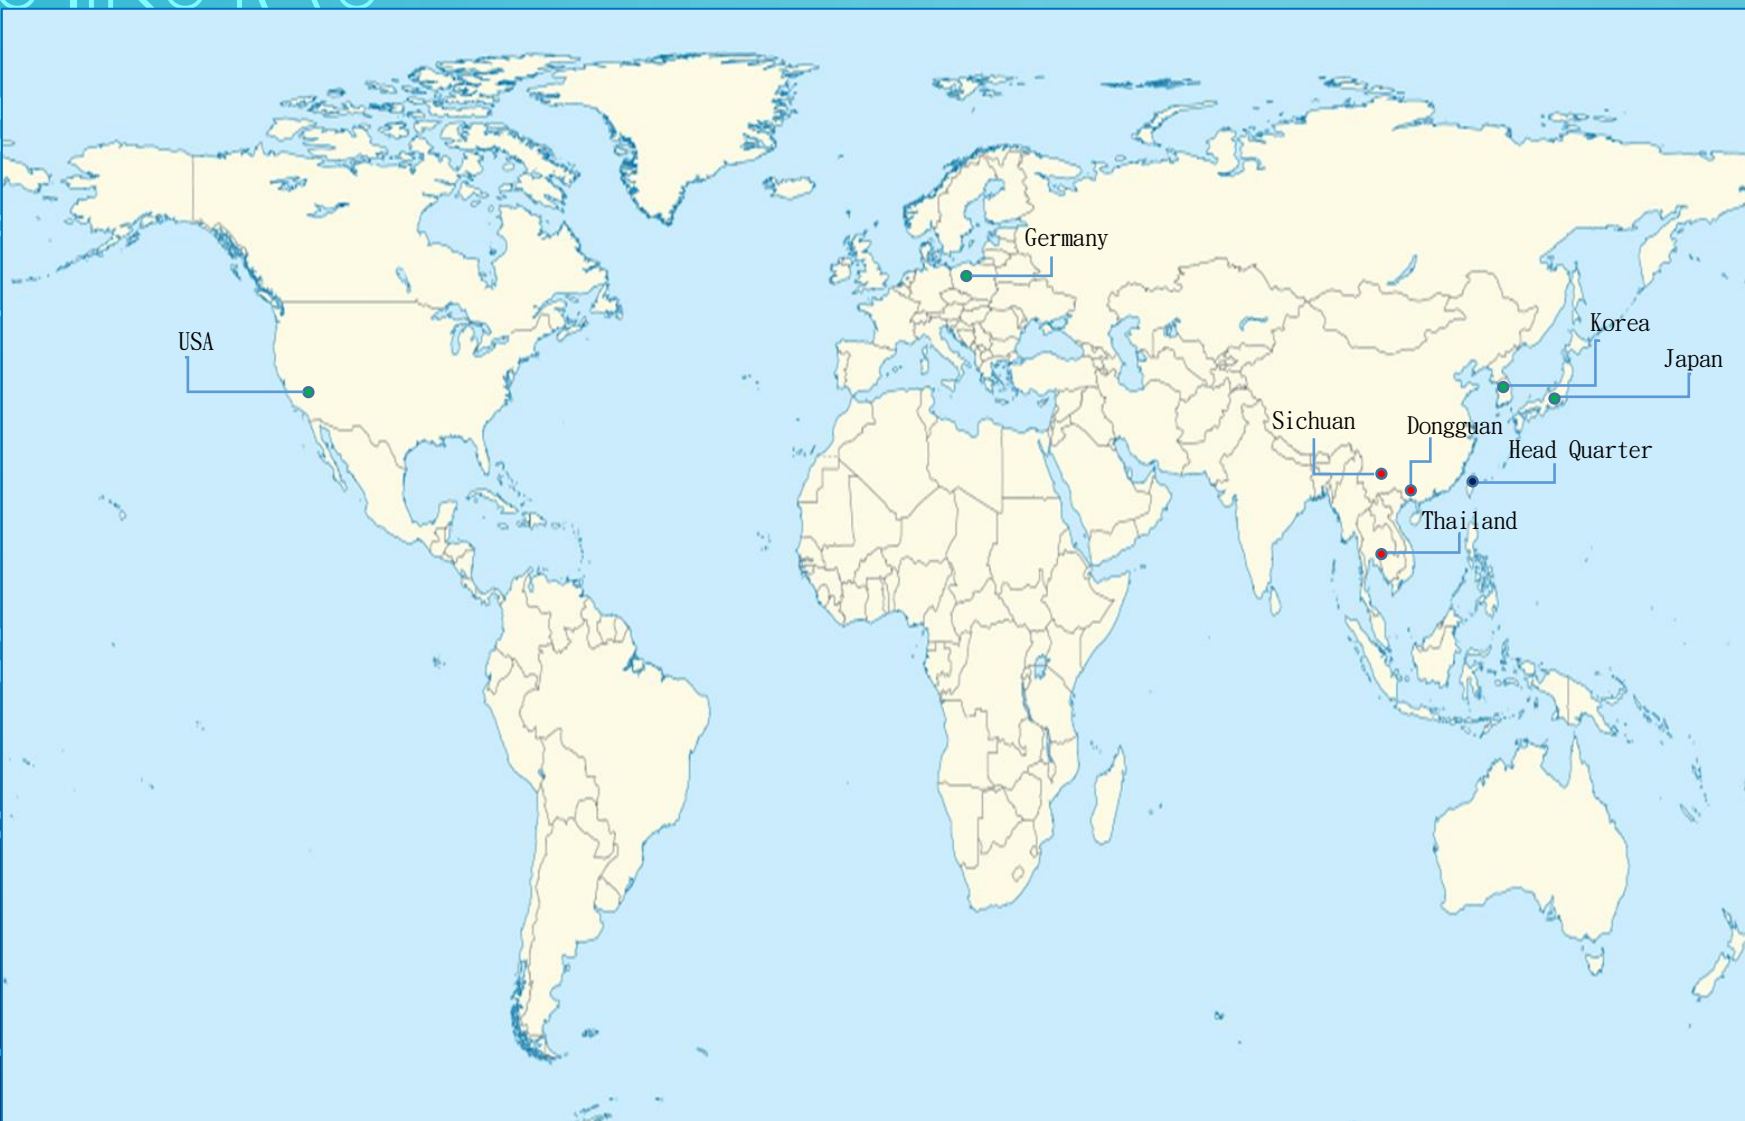 Germany
Korea
USA
Japan
Sichuan
Dongguan
Head Quarter
Thailand